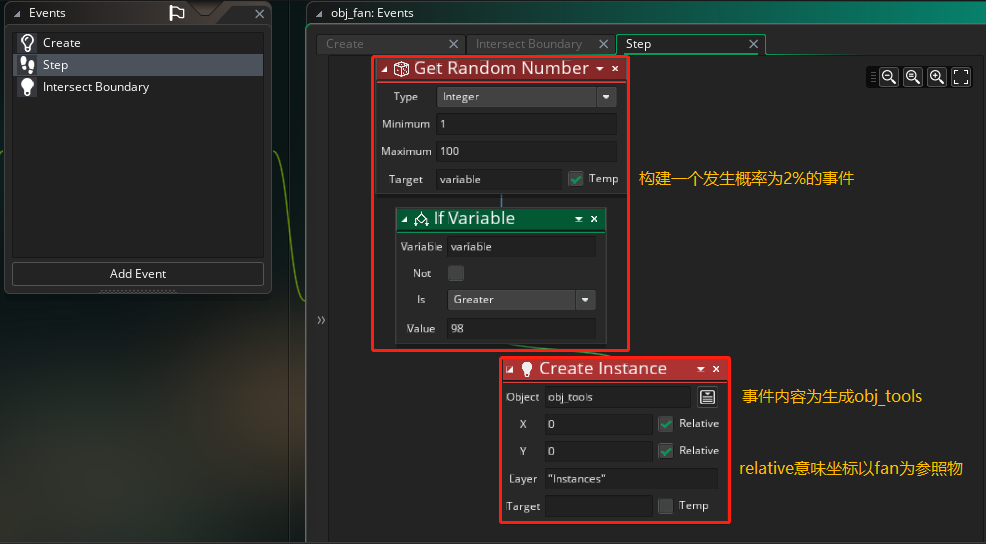 Events
Create
Step
Intersect Boundary
Add Event
obj_fan: Events
Create
Intersect Boundary
Step
Get Random Number
Type
Integer
Minimum
1
Maximum
100
Target
variable
Temp
构建一个发生概率为2%的事件
If Variable
Variable
variable
Not
Is
Greater
Value
98
Create Instance
Object
obj_tools
事件内容为生成obj_tools
X
0
Relative
Y
0
Relative
relative意味坐标以fan为参照物
Layer
"Instances"
Target
Temp